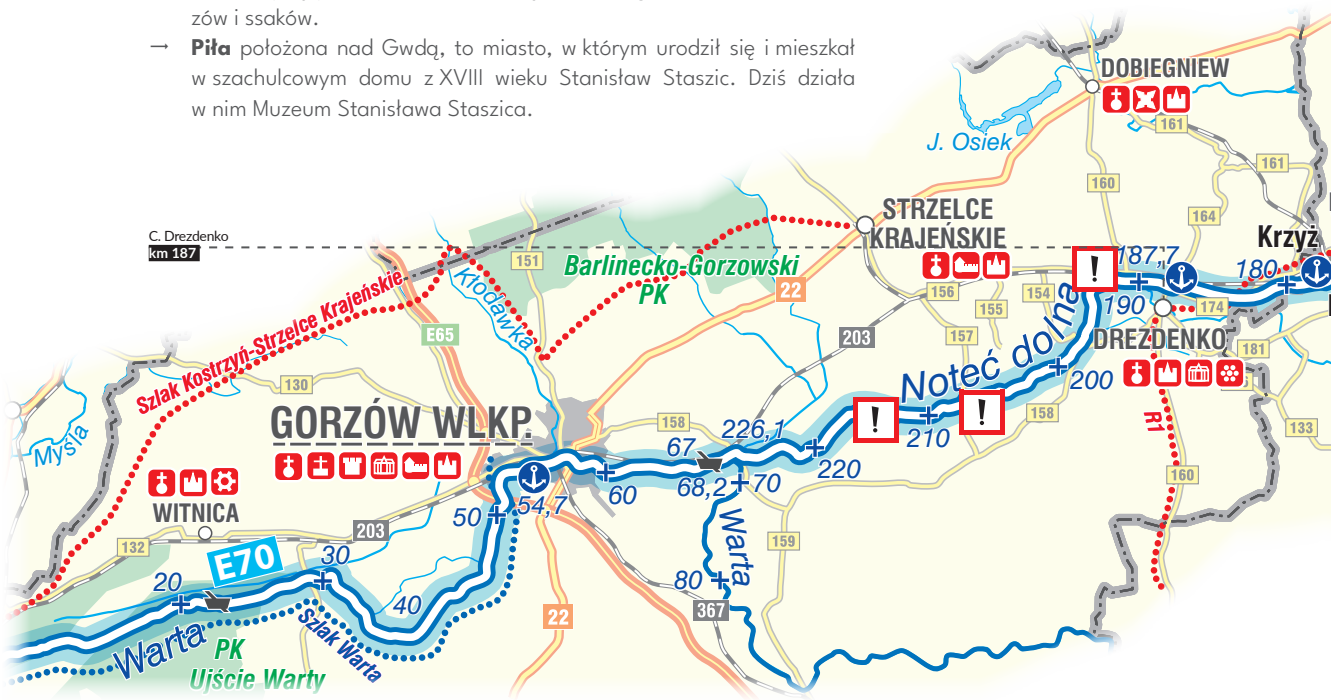 zów i ssaków.
→ Piła położona nad Gwdą, to miasto, w którym urodził się i mieszkał
w szachulcowym domu z XVIII wieku Stanisław Staszic. Dziś działa
w nim Muzeum Stanisława Staszica.
DOBIEGNIEW
161
J. Osiek
161
160
STRZELCE
KRAJEŃSKIE
164
C. Drezdenko
km 187
Krzyż
151
Barlinecko-Gorzowski
PK
22
!
187,7
180
Kłodawka
Szlak Kostrzyn-Strzelce Krajeńskie
156
154
155
190
174
E65
203
157
Noteć dolna
DREZDENKO
181
200
130
GORZÓW WLKP.
158
67
226,1
!
!
210
158
R1
133
Myśla
220
60
68,2
70
160
WITNICA
50
54,7
203
132
E70
30
Warta
159
20
40
80
367
22
Szlak Warta
Warta
PK
Ujście Warty